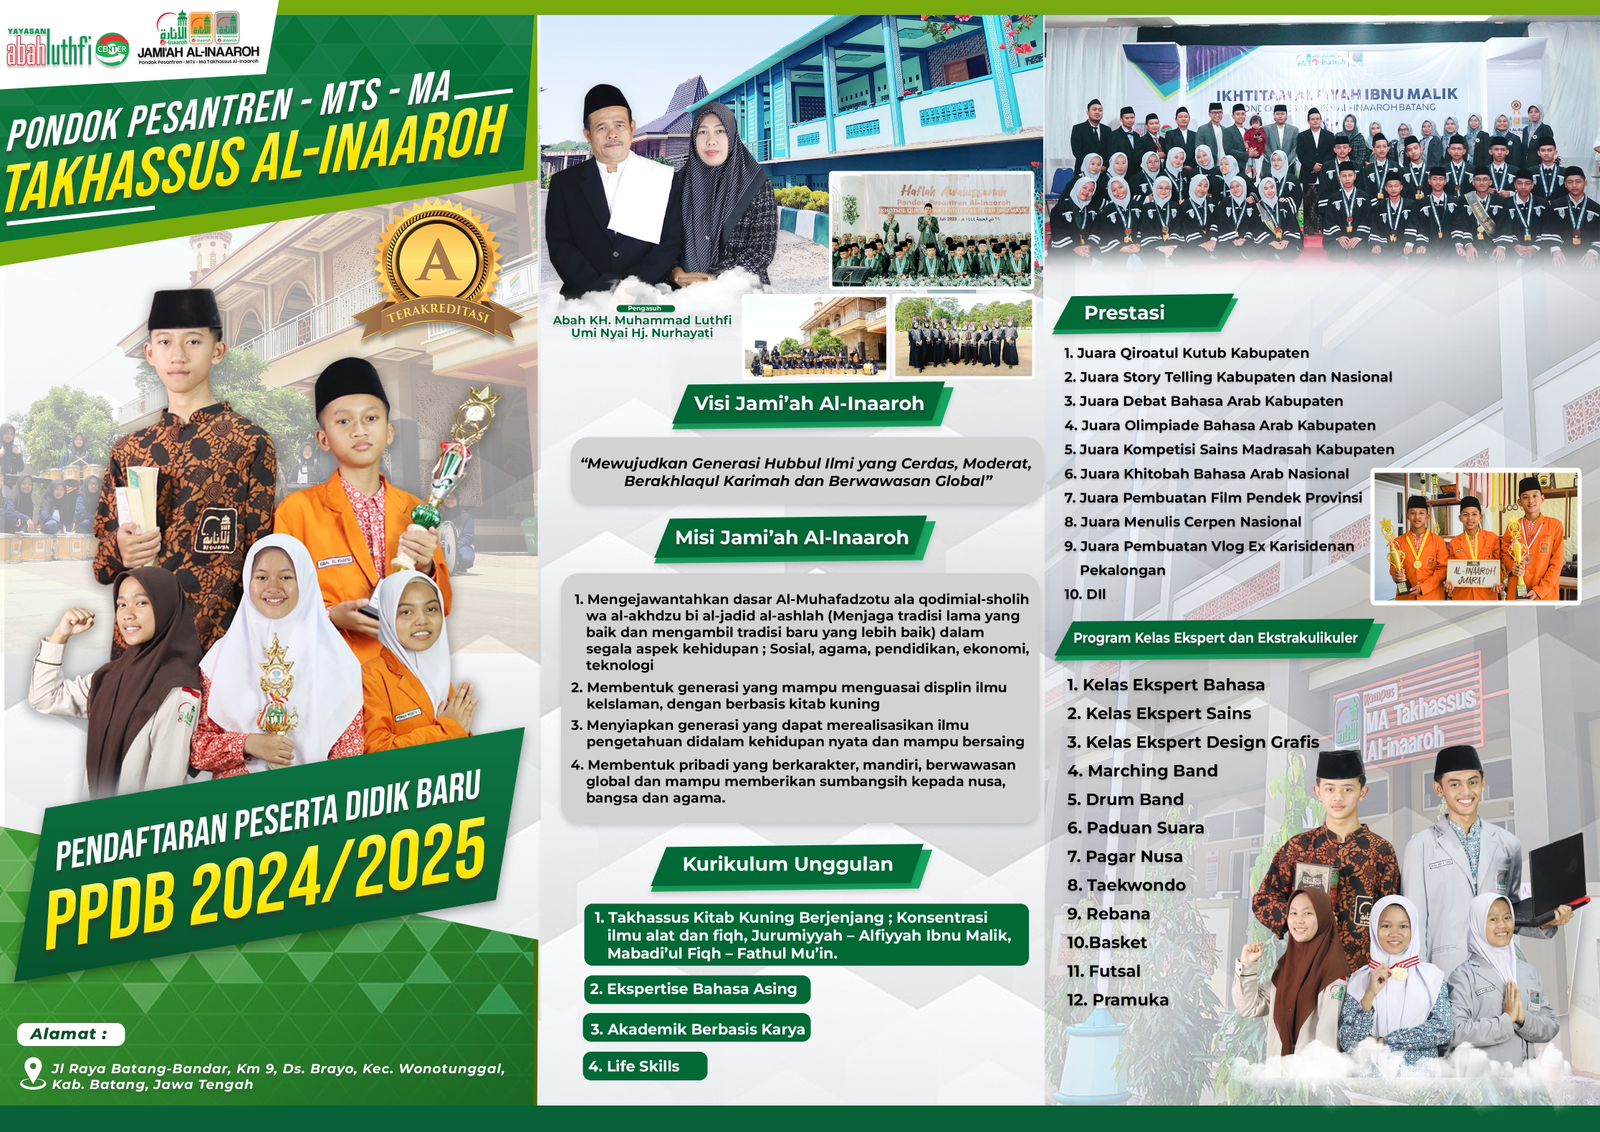 YAYASAN
abahluthfi
CENTER
JAMI'AH AL-INAAROH
Pondok Pesantren - MTs - Ma Takhassus Al-inaaroh
PONDOK PESANTREN - MTS - MA
TAKHASSUS AL-INAAROH
A
TERAKREDITASI
PENDAFTARAN PESERTA DIDIK BARU
PPDB 2024/2025
Alamat :
Jl Raya Batang-Bandar, Km 9, Ds. Brayo, Kec. Wonotunggal,
Kab. Batang, Jawa Tengah
Haflah Awalussanah
Pondok Pesantren Al-Inaaroh
Pengasuh
Abah KH. Muhammad Luthfi
Umi Nyai Hj. Nurhayati
Visi Jami'ah Al-Inaaroh
“Mewujudkan Generasi Hubbul Ilmi yang Cerdas, Moderat,
Berakhlaqul Karimah dan Berwawasan Global”
Misi Jami'ah Al-Inaaroh
1. Mengejawantahkan dasar Al-Muhafadzotu ala qodimial-sholih
wa al-akhdzu bi al-jadid al-ashlah (Menjaga tradisi lama yang
baik dan mengambil tradisi baru yang lebih baik) dalam
segala aspek kehidupan ; Sosial, agama, pendidikan, ekonomi,
teknologi
2. Membentuk generasi yang mampu menguasai displin ilmu
keIslaman, dengan berbasis kitab kuning
3. Menyiapkan generasi yang dapat merealisasikan ilmu
pengetahuan didalam kehidupan nyata dan mampu bersaing
4. Membentuk pribadi yang berkarakter, mandiri, berwawasan
global dan mampu memberikan sumbangsih kepada nusa,
bangsa dan agama.
Kurikulum Unggulan
1. Takhassus Kitab Kuning Berjenjang ; Konsentrasi
ilmu alat dan fiqh, Jurumiyyah – Alfiyyah Ibnu Malik,
Mabadi'ul Fiqh – Fathul Mu'in.
2. Ekspertise Bahasa Asing
3. Akademik Berbasis Karya
4. Life Skills
IKHTITAM ALFIYAH IBNU MALIK
Prestasi
1. Juara Qiroatul Kutub Kabupaten
2. Juara Story Telling Kabupaten dan Nasional
3. Juara Debat Bahasa Arab Kabupaten
4. Juara Olimpiade Bahasa Arab Kabupaten
5. Juara Kompetisi Sains Madrasah Kabupaten
6. Juara Khitobah Bahasa Arab Nasional
7. Juara Pembuatan Film Pendek Provinsi
8. Juara Menulis Cerpen Nasional
9. Juara Pembuatan Vlog Ex Karisidenan
Pekalongan
10. Dll
AL-INAAROH
JUARA!
Program Kelas Ekspert dan Ekstrakulikuler
1. Kelas Ekspert Bahasa
2. Kelas Ekspert Sains
3. Kelas Ekspert Design Grafis
4. Marching Band
5. Drum Band
6. Paduan Suara
7. Pagar Nusa
8. Taekwondo
9. Rebana
10.Basket
11. Futsal
12. Pramuka
Kampus
MA Takhassus
Al-inaaroh